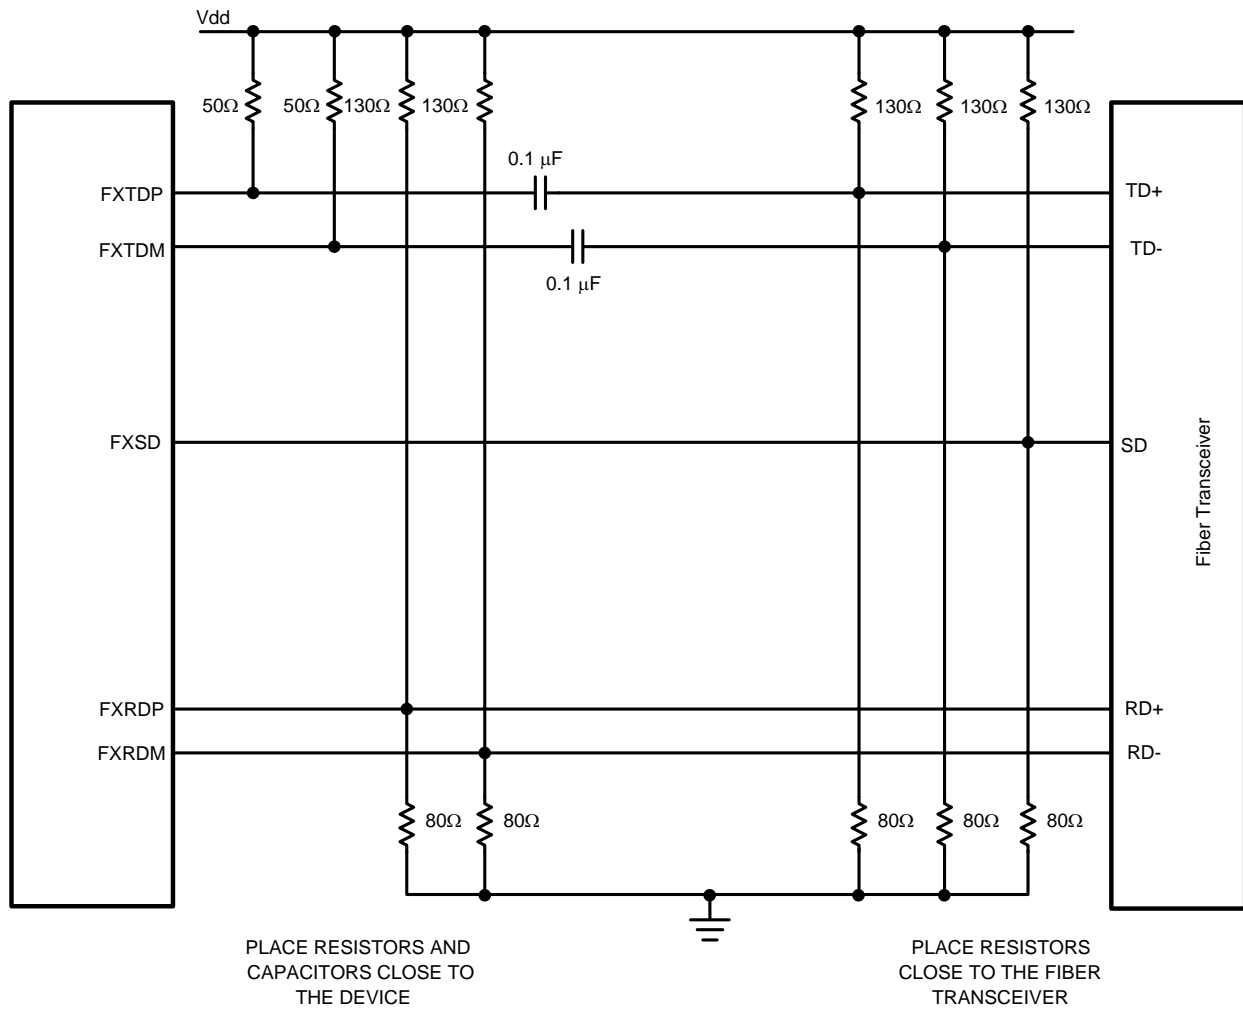 Vdd
50Ω
50Ω
130Ω
130Ω
130Ω
130Ω
130Ω
0.1 μF
FXTDP
TD+
FXTDM
TD-
0.1 μF
FXSD
SD
Fiber Transceiver
FXRDP
RD+
FXRDM
RD-
80Ω
80Ω
80Ω
80Ω
80Ω
PLACE RESISTORS AND
CAPACITORS CLOSE TO
THE DEVICE
PLACE RESISTORS
CLOSE TO THE FIBER
TRANSCEIVER